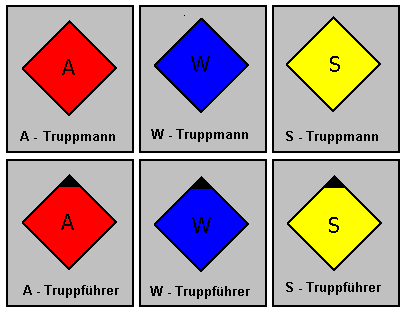 A W S
A - Truppmann W - Truppmann S - Truppmann
A W S
A - Truppführer W - Truppführer S - Truppführer